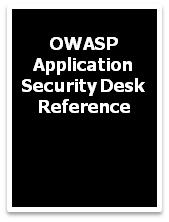 OWASP
Application
Security Desk
Reference